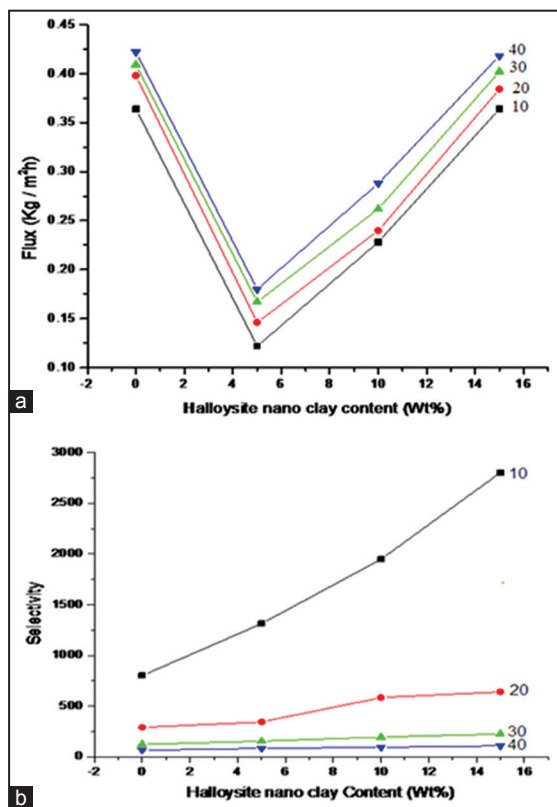 0.45
0.40
0.35
0.30
0.25
0.20
0.15
0.10
Flux (Kg / m²h)
40
30
20
10
-2 0 2 4 6 8 10 12 14 16
Halloysite nano clay content (Wt%)
a
3000
2500
2000
1500
1000
500
0
Selectivity
10
20
30
40
-2 0 2 4 6 8 10 12 14 16
Halloysite nano clay Content (Wt%)
b